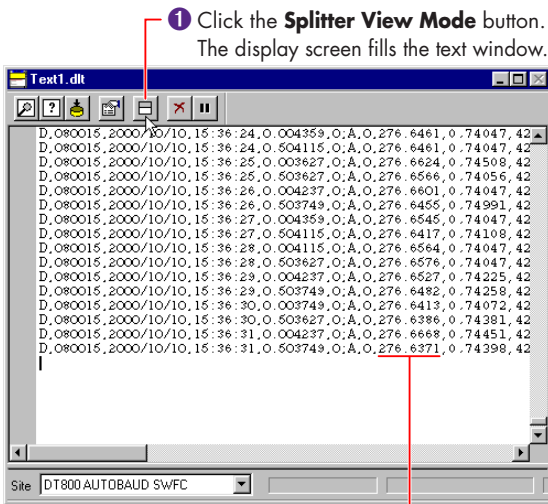 1 Click the Splitter View Mode button.
The display screen fills the text window.
Text1.dlt
D,080015,2000/10/10,15:36:24,0.004359,0;A,0,276.6461,0.74047,42
D,080015,2000/10/10,15:36:24,0.504115,0;A,0,276.6461,0.74047,42
D,080015,2000/10/10,15:36:25,0.003627,0;A,0,276.6624,0.74508,42
D,080015,2000/10/10,15:36:25,0.503627,0;A,0,276.6566,0.74056,42
D,080015,2000/10/10,15:36:26,0.004237,0;A,0,276.6601,0.74047,42
D,080015,2000/10/10,15:36:26,0.503749,0;A,0,276.6455,0.74991,42
D,080015,2000/10/10,15:36:27,0.004359,0;A,0,276.6545,0.74047,42
D,080015,2000/10/10,15:36:27,0.504115,0;A,0,276.6417,0.74108,42
D,080015,2000/10/10,15:36:28,0.004115,0;A,0,276.6564,0.74047,42
D,080015,2000/10/10,15:36:28,0.503627,0;A,0,276.6576,0.74047,42
D,080015,2000/10/10,15:36:29,0.004237,0;A,0,276.6527,0.74225,42
D,080015,2000/10/10,15:36:29,0.503749,0;A,0,276.6482,0.74258,42
D,080015,2000/10/10,15:36:30,0.003749,0;A,0,276.6413,0.74072,42
D,080015,2000/10/10,15:36:30,0.503627,0;A,0,276.6386,0.74381,42
D,080015,2000/10/10,15:36:31,0.004237,0;A,0,276.6668,0.74451,42
D,080015,2000/10/10,15:36:31,0.503749,0;A,0,276.6371,0.74398,42
Site DT800 AUTOBAUD SWFC